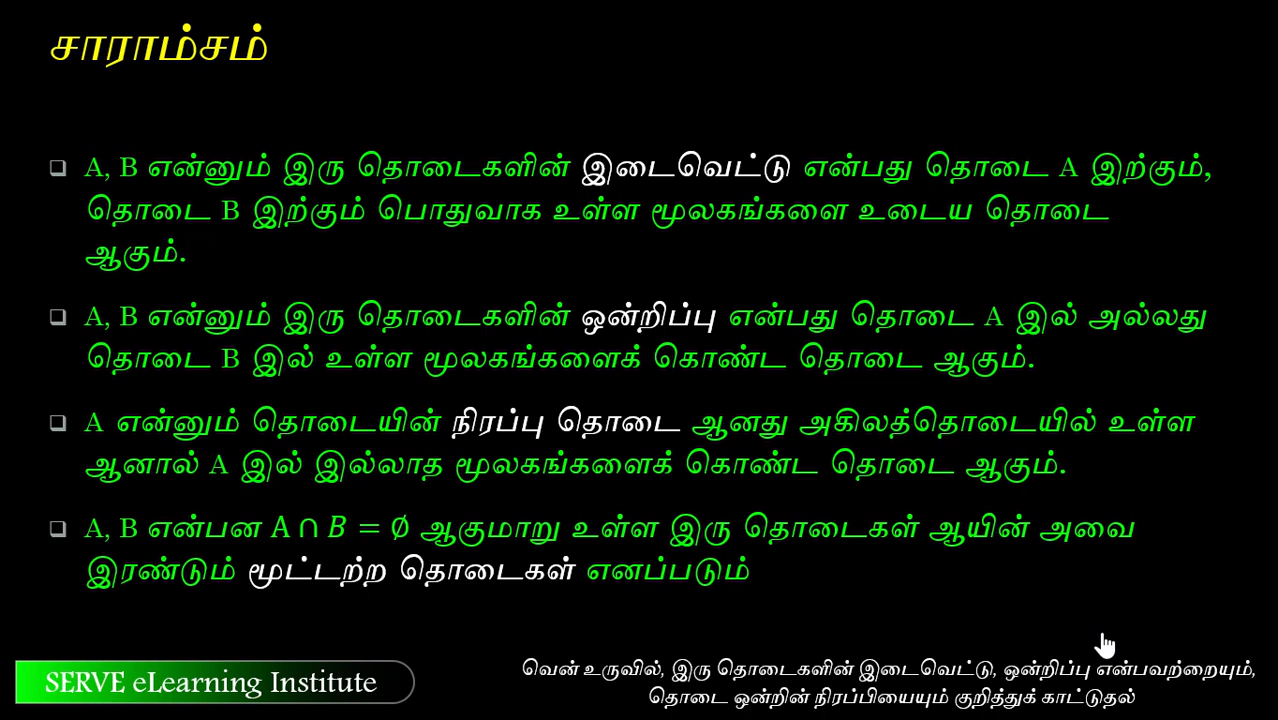 சாராம்சம்
A, B என்னும் இரு தொடைகளின் இடைவெட்டு என்பது தொடை A இற்கும்,
தொடை B இற்கும் பொதுவாக உள்ள மூலகங்களை உடைய தொடை
ஆகும்.
A, B என்னும் இரு தொடைகளின் ஒன்றிப்பு என்பது தொடை A இல் அல்லது
தொடை B இல் உள்ள மூலகங்களைக் கொண்ட தொடை ஆகும்.
A என்னும் தொடையின் நிரப்பு தொடை ஆனது அகிலத்தொடையில் உள்ள
ஆனால் A இல் இல்லாத மூலகங்களைக் கொண்ட தொடை ஆகும்.
A, B என்பன A ∩ B = ∅ ஆகுமாறு உள்ள இரு தொடைகள் ஆயின் அவை
இரண்டும் மூட்டற்ற தொடைகள் எனப்படும்
SERVE eLearning Institute
வென் உருவில், இரு தொடைகளின் இடைவெட்டு, ஒன்றிப்பு என்பவற்றையும்,
தொடை ஒன்றின் நிரப்பியையும் குறித்துக் காட்டுதல்